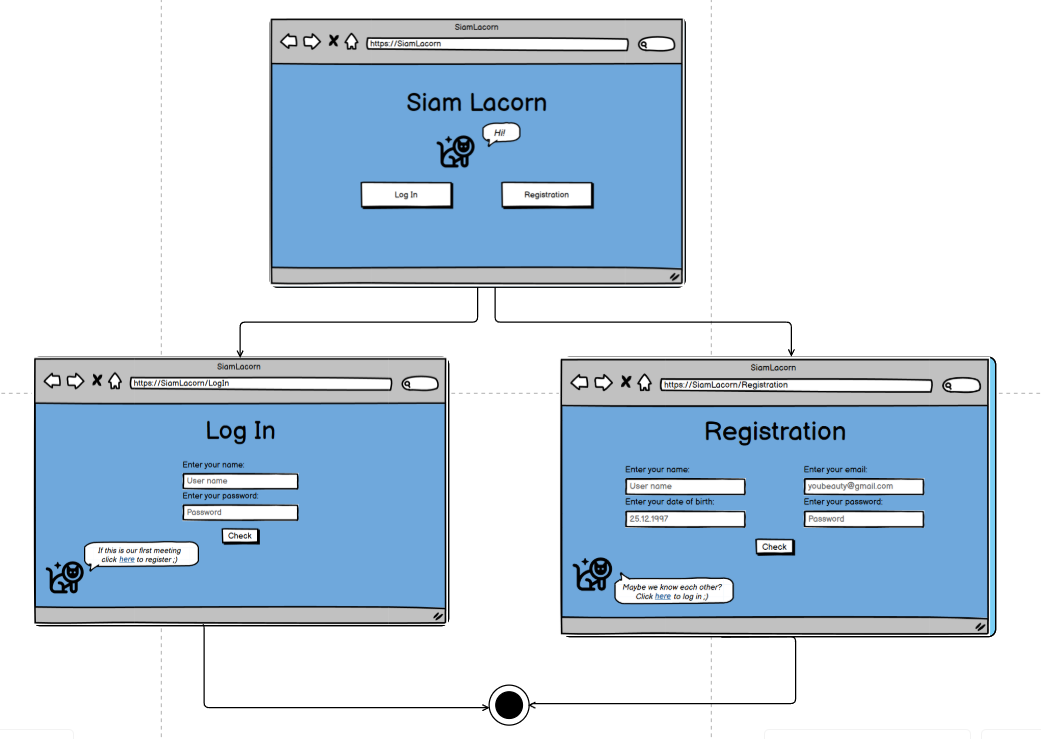 SiamLacorn
https://SiamLacorn
Siam Lacorn
Hi!
Log In
Registration
SiamLacorn
https://SiamLacorn/LogIn
Log In
Enter your name:
User name
Enter your password:
Password
Check
If this is our first meeting
click here to register ;)
SiamLacorn
https://SiamLacorn/Registration
Registration
Enter your name:
User name
Enter your date of birth:
25.12.1997
Enter your email:
youbeauty@gmail.com
Enter your password:
Password
Check
Maybe we know each other?
Click here to log in ;)